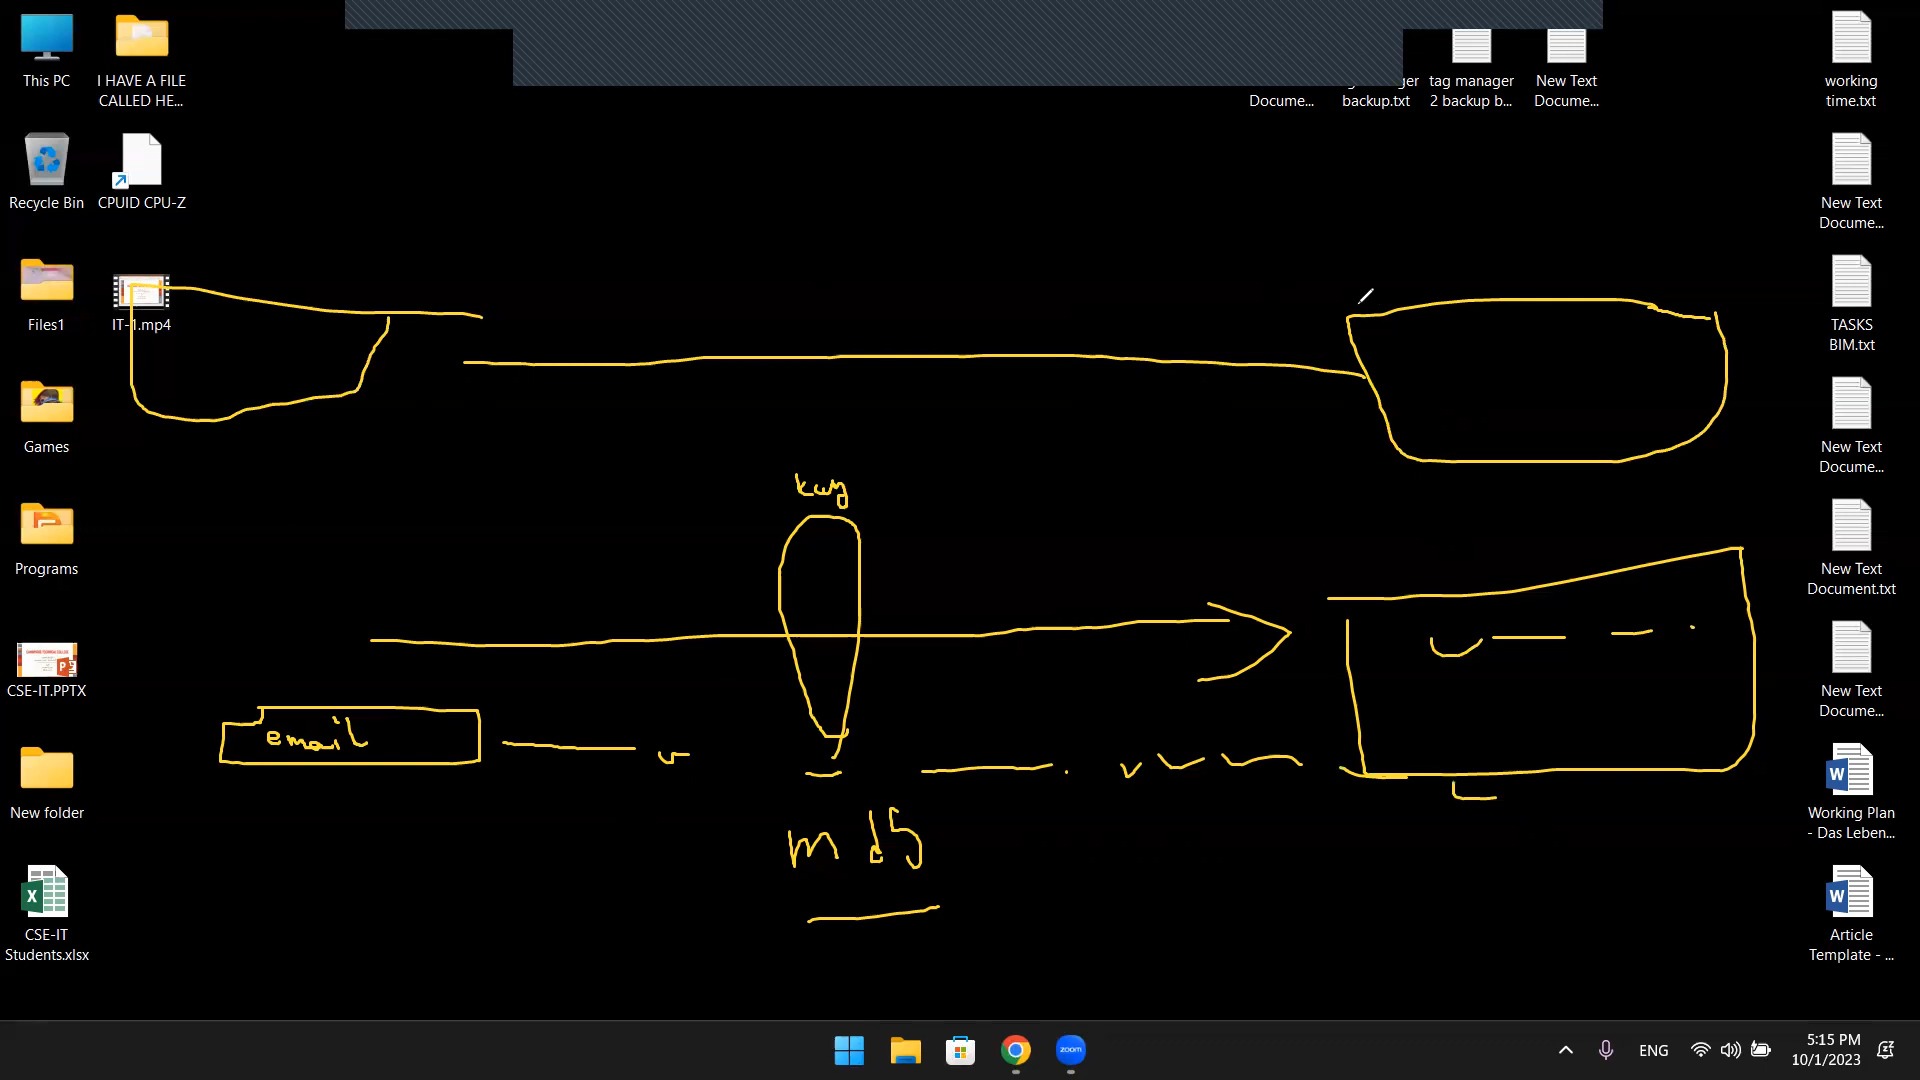 This PC
I HAVE A FILE
CALLED HE...
Docume...
ger
backup.txt
tag manager
2 backup b...
New Text
Docume...
working
time.txt
Recycle Bin
CPUID CPU-Z
New Text
Docume...
Files1
IT-1.mp4
TASKS
BIM.txt
Games
New Text
Docume...
Programs
New Text
Document.txt
CSE-IT.PPTX
New Text
Docume...
email
md5
New folder
Working Plan
- Das Leben...
CSE-IT
Students.xlsx
Article
Template - ...
zoom
ENG
5:15 PM
10/1/2023